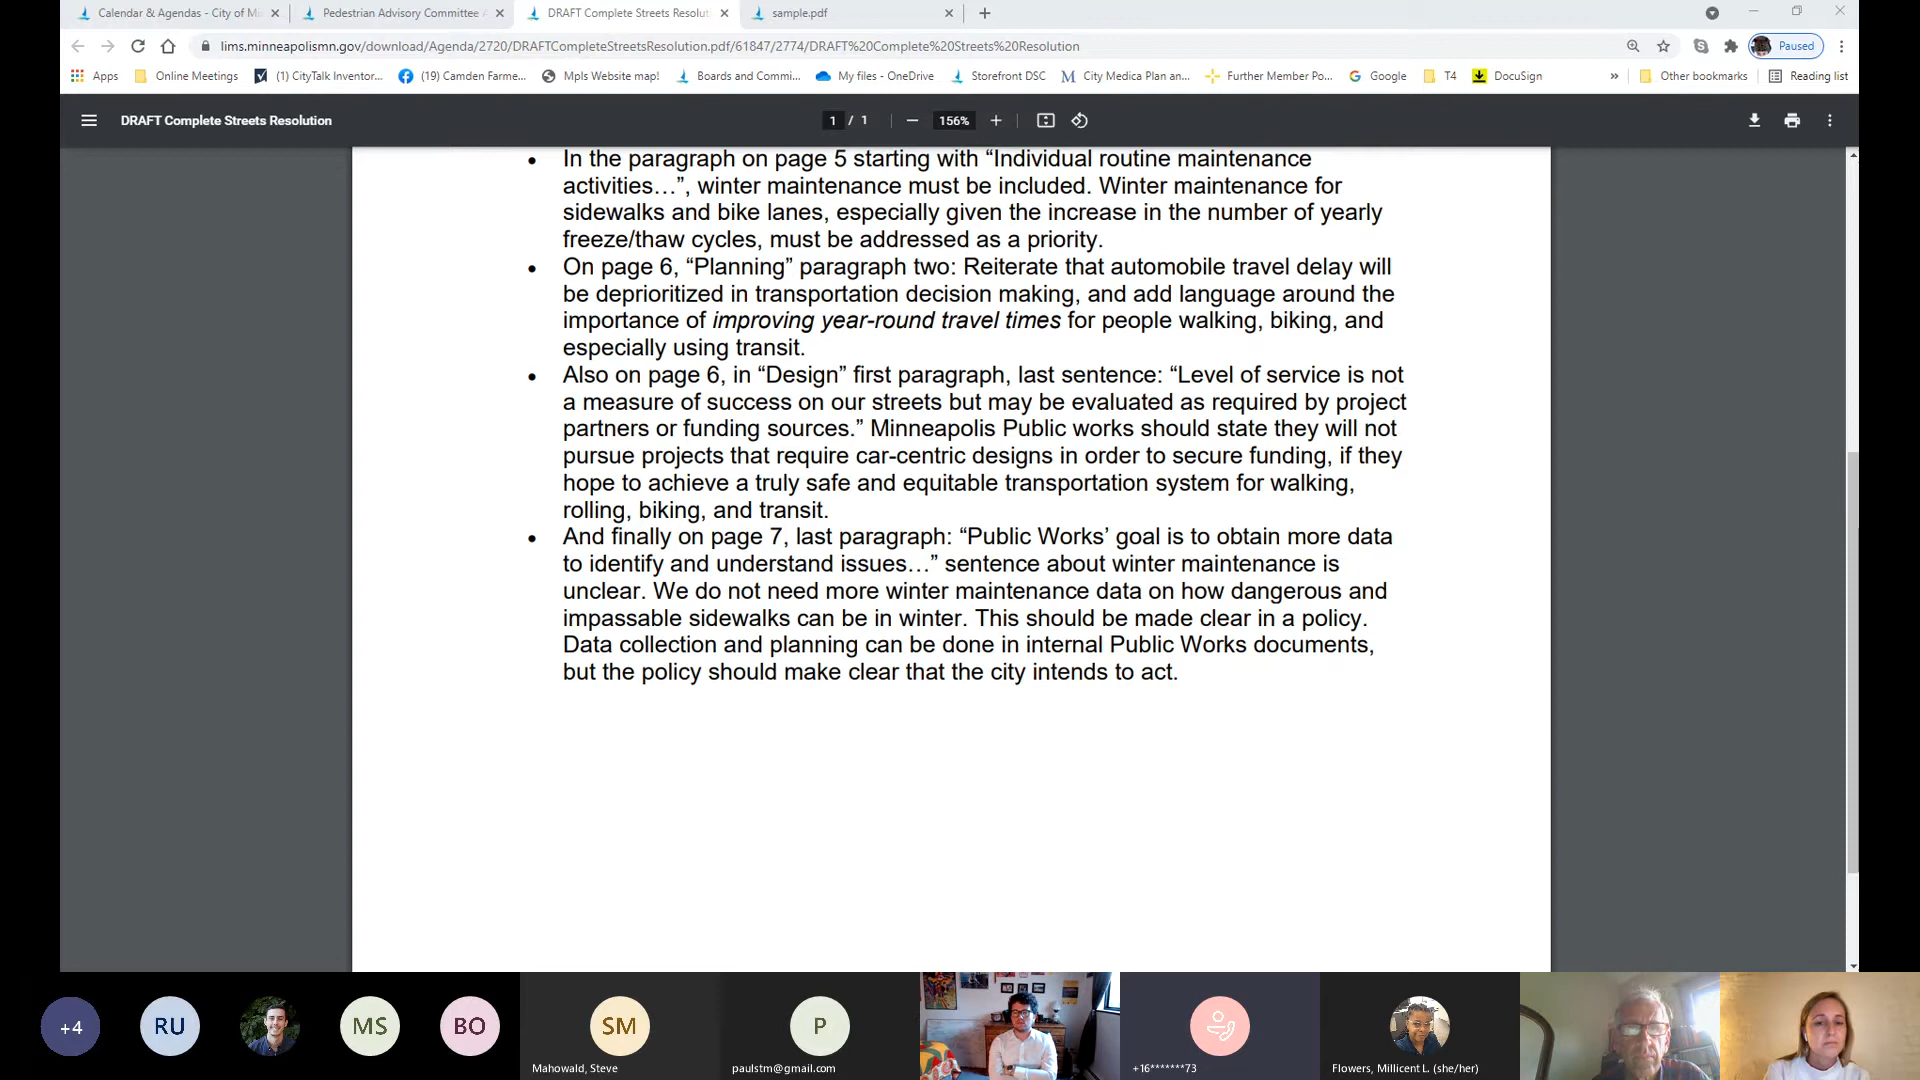 Calendar & Agendas - City of Mi
Pedestrian Advisory Committee A
DRAFT Complete Streets Resolut
sample.pdf
lims.minneapolismn.gov/download/Agenda/2720/DRAFTCompleteStreetsResolution.pdf/61847/2774/DRAFT%20Complete%20Streets%20Resolution
Paused
Apps
Online Meetings
(1) CityTalk Inventor...
(19) Camden Farme...
Mpls Website map!
Boards and Commi...
My files - OneDrive
Storefront DSC
City Medica Plan an...
Further Member Po...
Google
T4
DocuSign
»
Other bookmarks
Reading list
DRAFT Complete Streets Resolution
1 / 1
156%
• In the paragraph on page 5 starting with “Individual routine maintenance
activities…”, winter maintenance must be included. Winter maintenance for
sidewalks and bike lanes, especially given the increase in the number of yearly
freeze/thaw cycles, must be addressed as a priority.
• On page 6, “Planning” paragraph two: Reiterate that automobile travel delay will
be deprioritized in transportation decision making, and add language around the
importance of improving year-round travel times for people walking, biking, and
especially using transit.
• Also on page 6, in “Design” first paragraph, last sentence: “Level of service is not
a measure of success on our streets but may be evaluated as required by project
partners or funding sources.” Minneapolis Public works should state they will not
pursue projects that require car-centric designs in order to secure funding, if they
hope to achieve a truly safe and equitable transportation system for walking,
rolling, biking, and transit.
• And finally on page 7, last paragraph: “Public Works’ goal is to obtain more data
to identify and understand issues…” sentence about winter maintenance is
unclear. We do not need more winter maintenance data on how dangerous and
impassable sidewalks can be in winter. This should be made clear in a policy.
Data collection and planning can be done in internal Public Works documents,
but the policy should make clear that the city intends to act.
+4
RU
MS
BO
SM
Mahowald, Steve
P
paulstm@gmail.com
+16*******73
Flowers, Millicent L. (she/her)